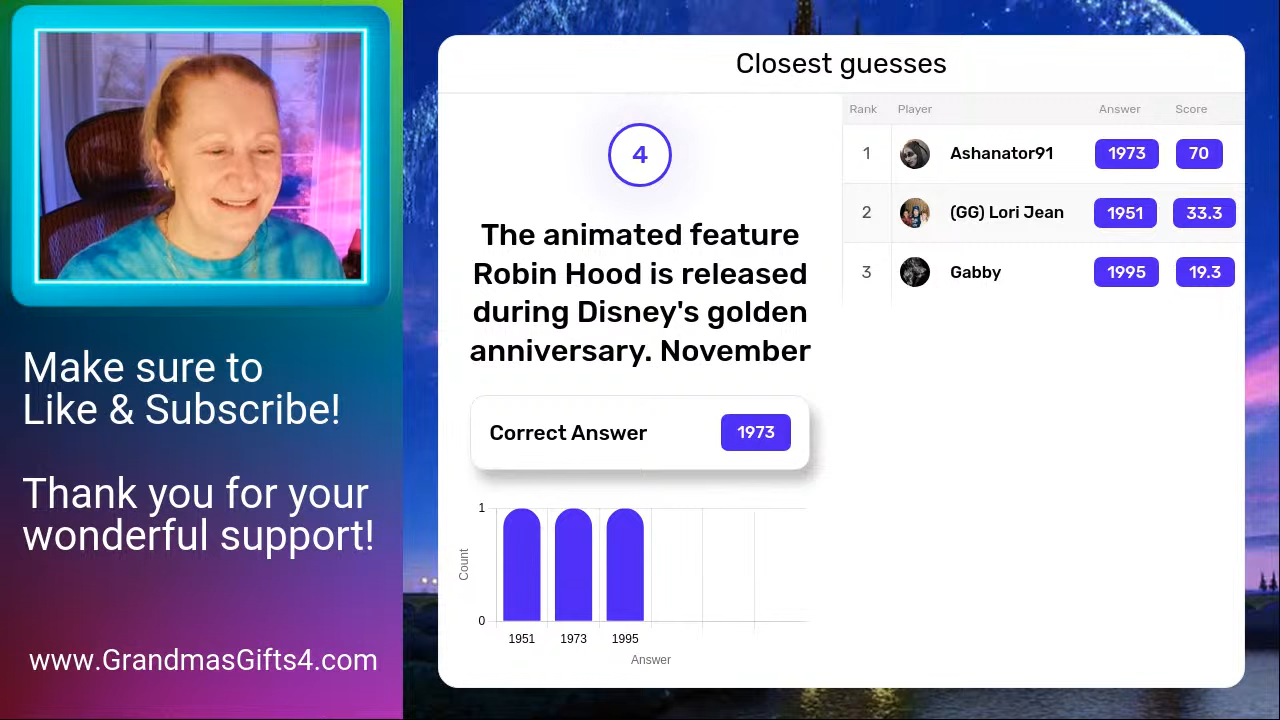 Closest guesses
4
The animated feature
Robin Hood is released
during Disney's golden
anniversary. November
Correct Answer 1973
1
Count
0
1951 1973 1995
Answer
Rank Player Answer Score
1 Ashanator91 1973 70
2 (GG) Lori Jean 1951 33.3
3 Gabby 1995 19.3
Make sure to
Like & Subscribe!
Thank you for your
wonderful support!
www.GrandmasGifts4.com